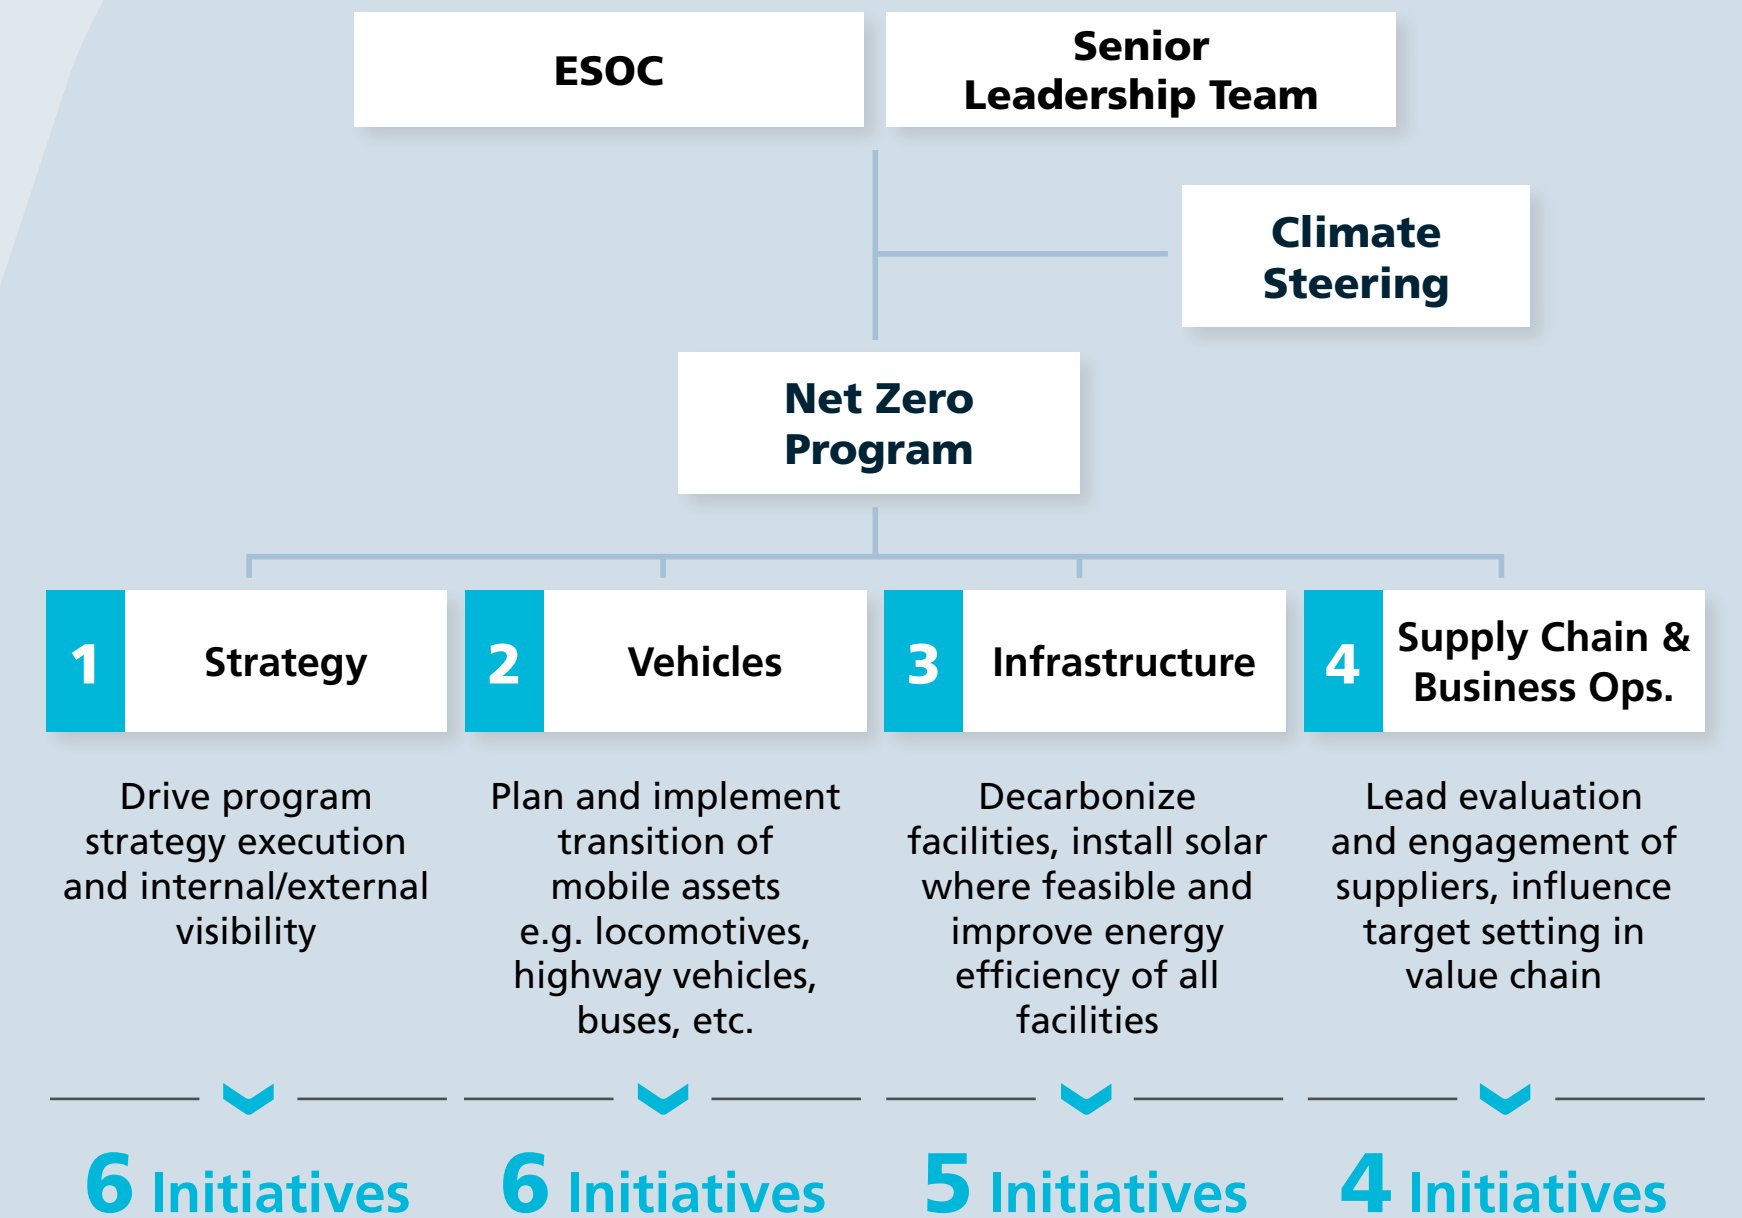 ESOC
Senior
Leadership Team
Climate
Steering
Net Zero
Program
1
Strategy
2
Vehicles
3
Infrastructure
4
Supply Chain &
Business Ops.
Drive program
strategy execution
and internal/external
visibility
Plan and implement
transition of
mobile assets
e.g. locomotives,
highway vehicles,
buses, etc.
Decarbonize
facilities, install solar
where feasible and
improve energy
efficiency of all
facilities
Lead evaluation
and engagement of
suppliers, influence
target setting in
value chain
6 Initiatives
6 Initiatives
5 Initiatives
4 Initiatives